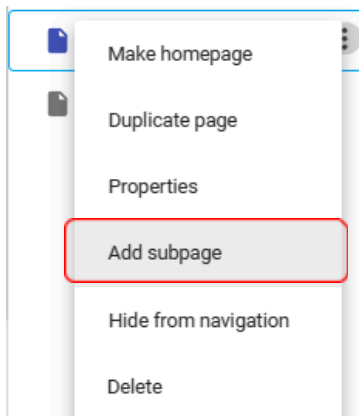 Make homepage
Duplicate page
Properties
Add subpage
Hide from navigation
Delete